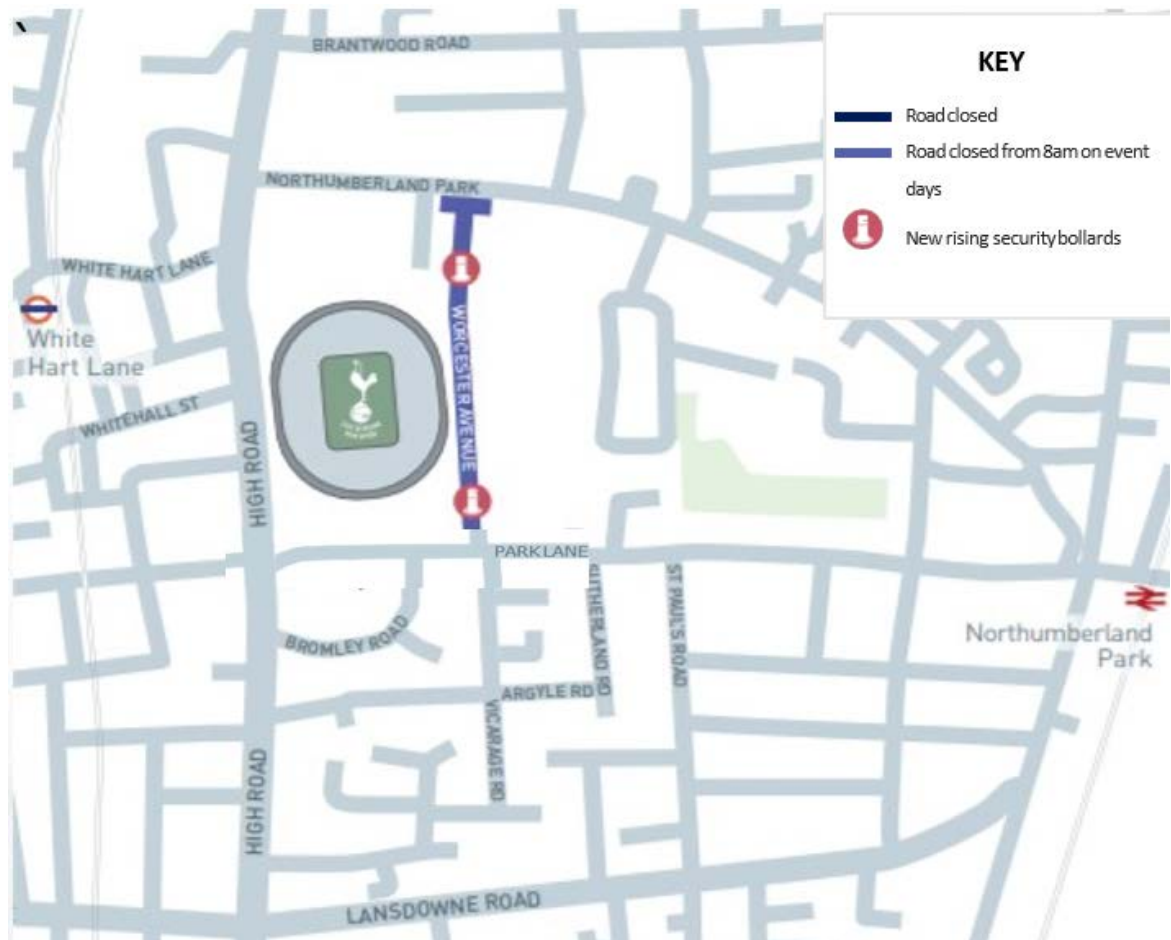 `
BRANTWOOD ROAD
KEY
Road closed
Road closed from 8am on event
days
New rising security bollards
NORTHUMBERLAND PARK
WHITE HART LANE
White
Hart Lane
WORCESTER AVENUE
WHITEHALL ST
HIGH ROAD
PARK LANE
ST PAUL'S ROAD
BROMLEY ROAD
Northumberland
Park
ARGYLE RD
VICARAGE RD
HIGH ROAD
LANSDOWNE ROAD